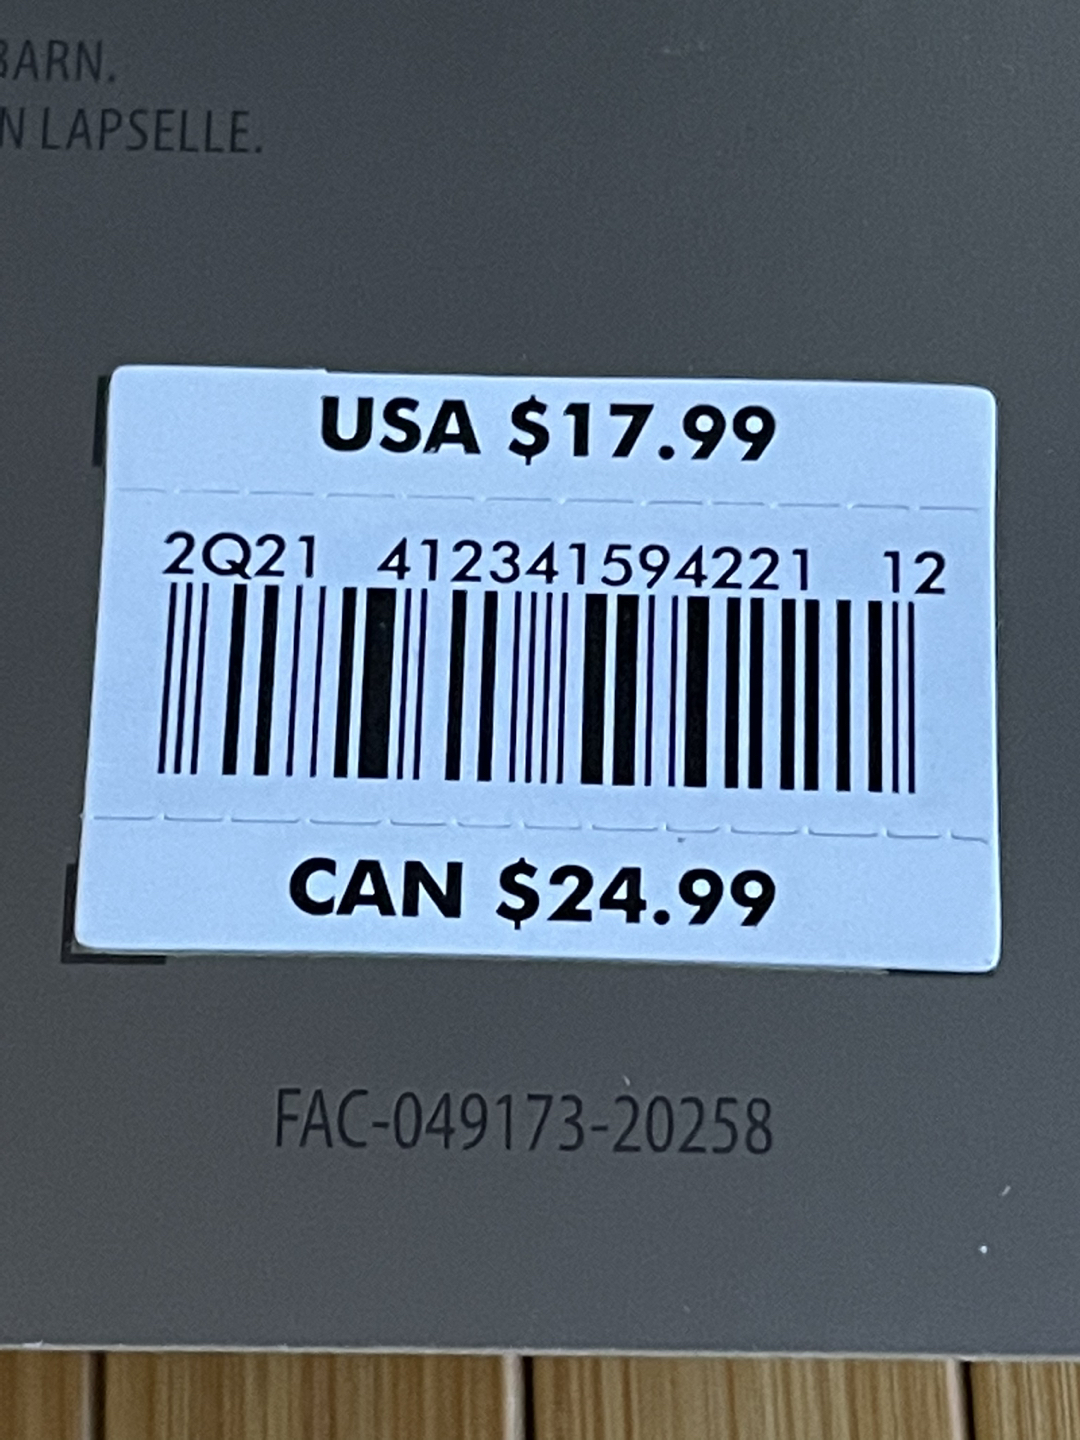 BARN.
N LAPSELLE.
USA $17.99
2Q21 412341594221 12
CAN $24.99
FAC-049173-20258